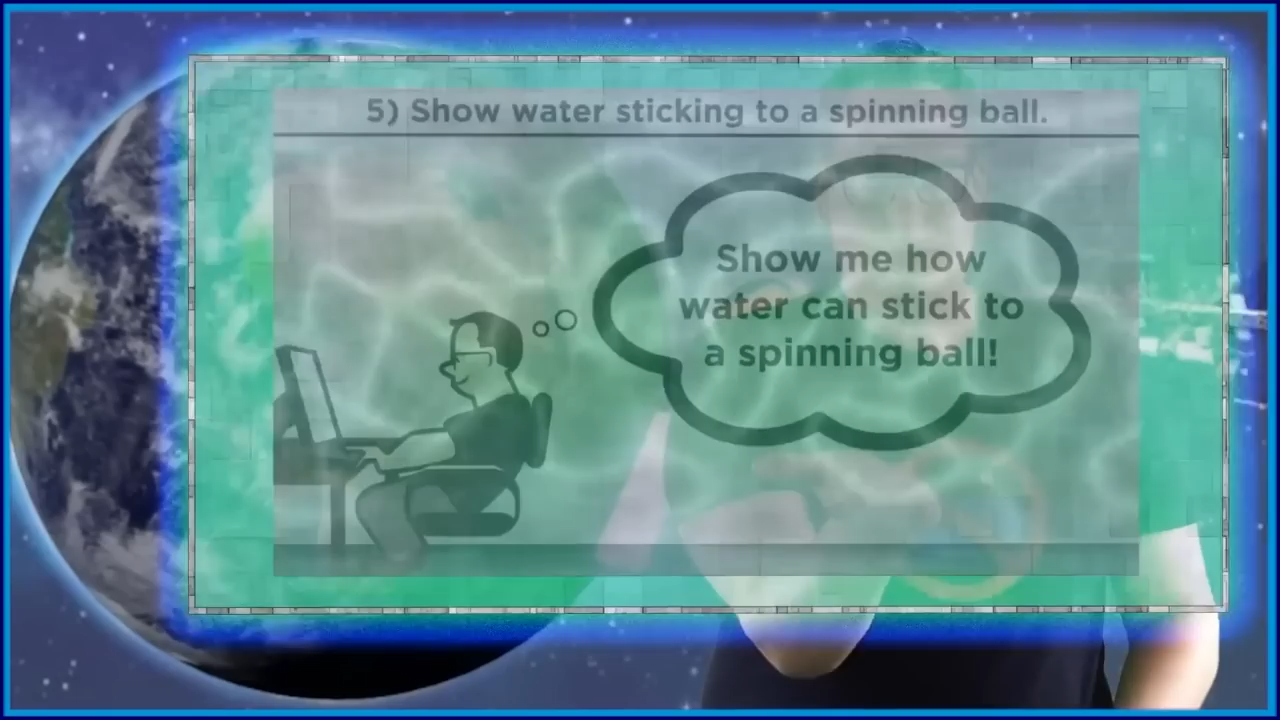 5) Show water sticking to a spinning ball.
Show me how
water can stick to
a spinning ball!